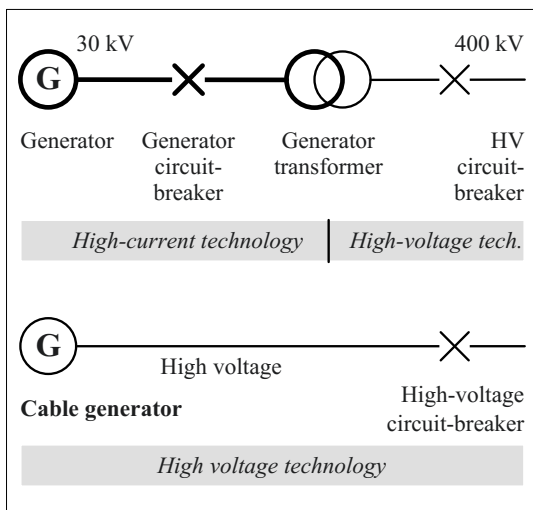 30 kV 400 kV
G
Generator Generator Generator HV
circuit- transformer circuit-
breaker breaker
High-current technology High-voltage tech.
G
High voltage
Cable generator High-voltage
circuit-breaker
High voltage technology